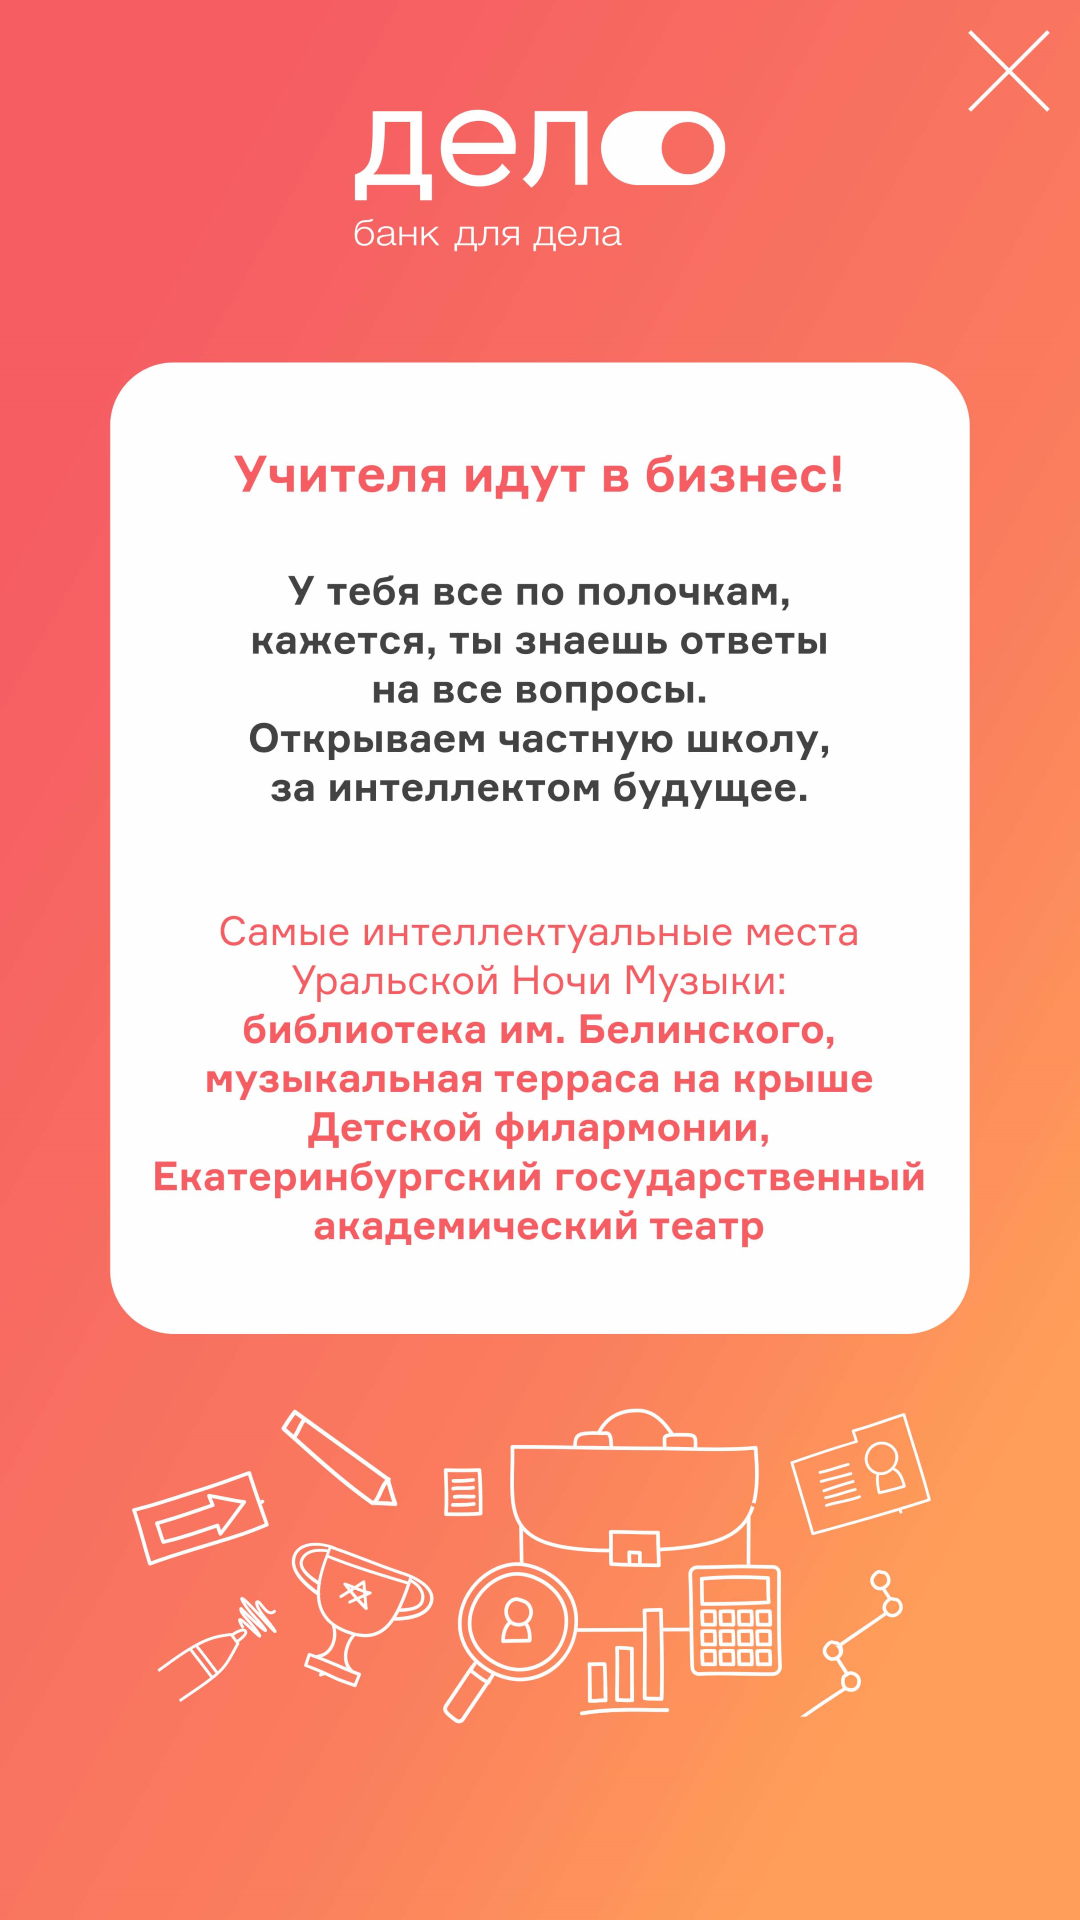 дело
банк для дела
Учителя идут в бизнес!
У тебя все по полочкам,
кажется, ты знаешь ответы
на все вопросы.
Открываем частную школу,
за интеллектом будущее.
Самые интеллектуальные места
Уральской Ночи Музыки:
библиотека им. Белинского,
музыкальная терраса на крыше
Детской филармонии,
Екатеринбургский государственный
академический театр